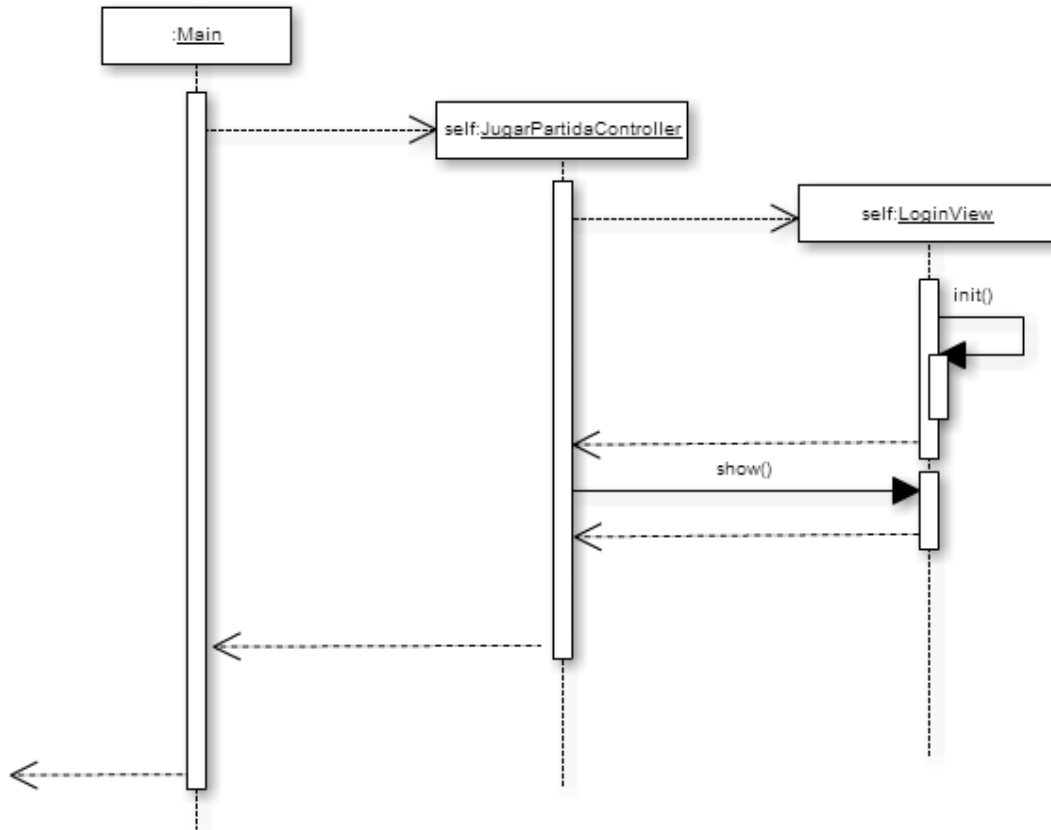 :Main
self:JugarPartidaController
self:LoginView
init()
show()